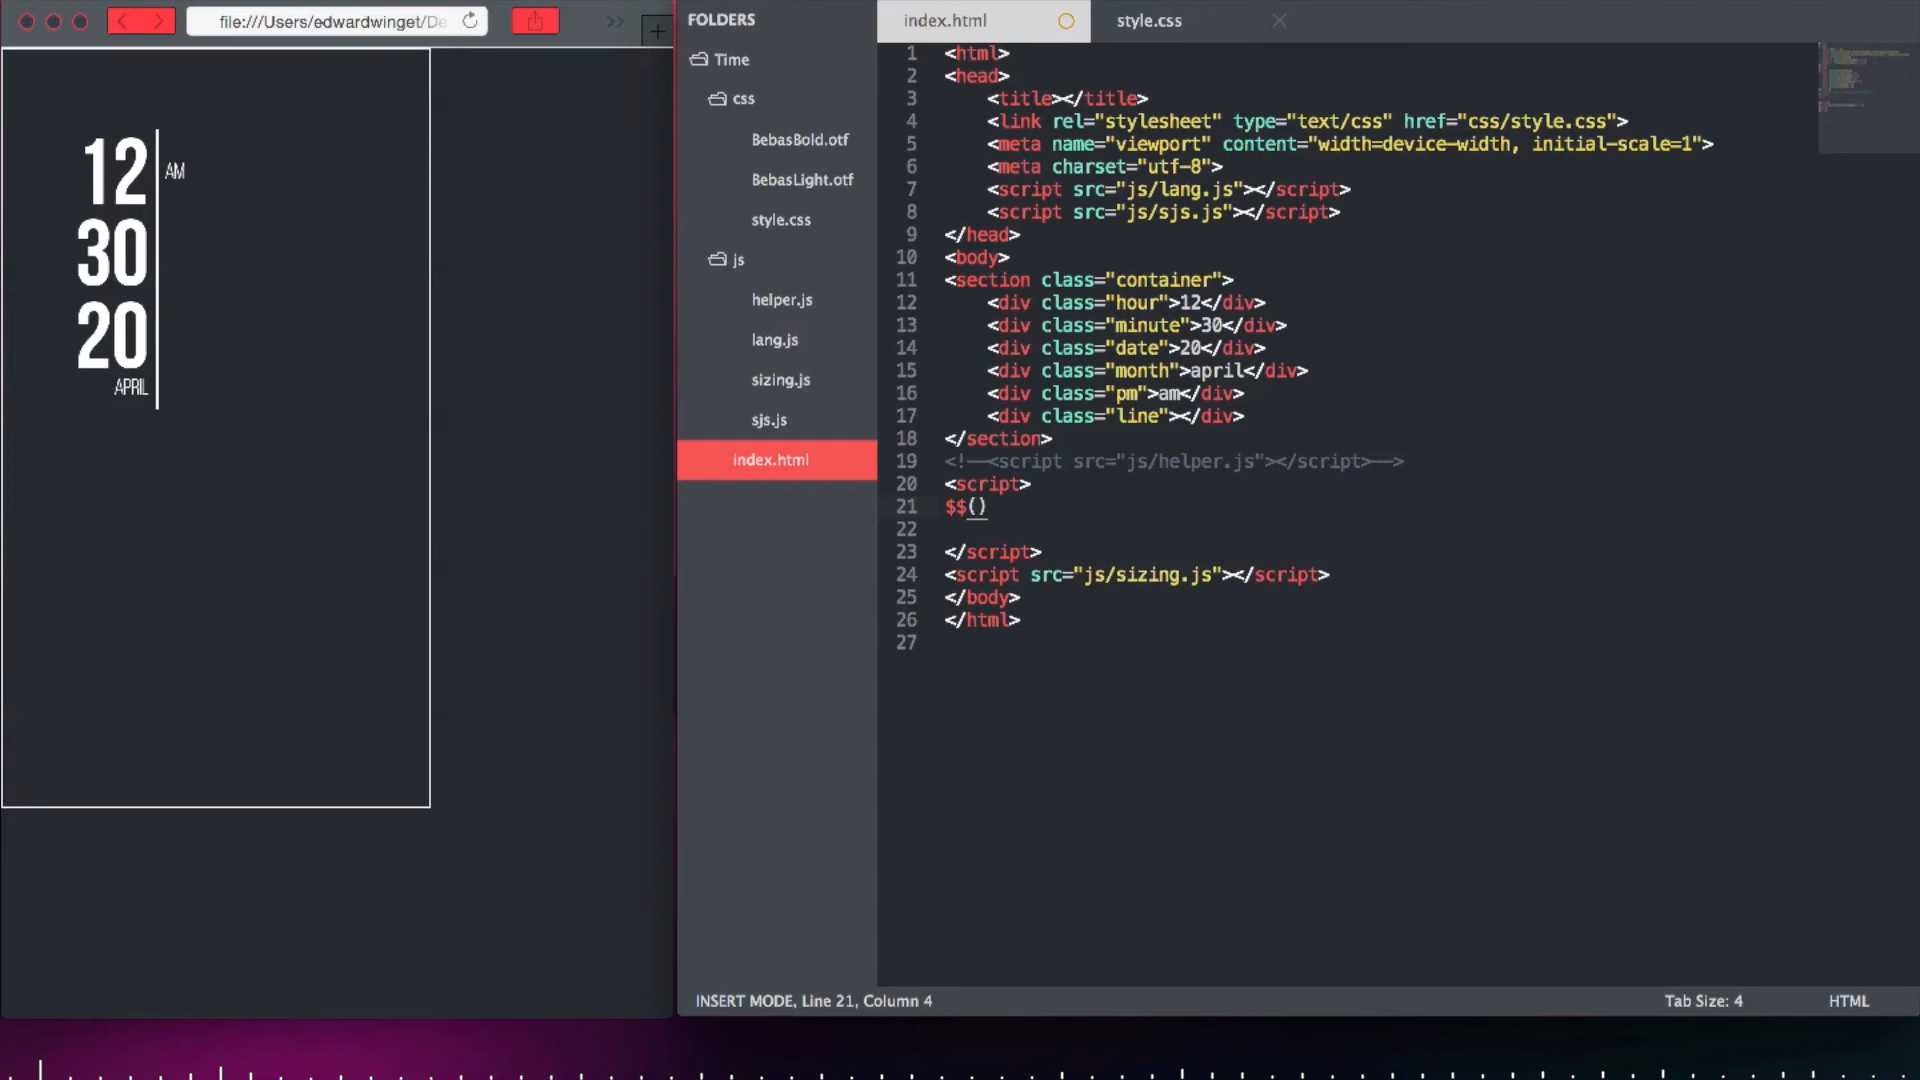 file:///Users/edwardwinget/De
12
AM
30
20
APRIL
FOLDERS
Time
css
BebasBold.otf
BebasLight.otf
style.css
js
helper.js
lang.js
sizing.js
sjs.js
index.html
index.html
style.css
1 <html>
2 <head>
3 <title></title>
4 <link rel="stylesheet" type="text/css" href="css/style.css">
5 <meta name="viewport" content="width=device-width, initial-scale=1">
6 <meta charset="utf-8">
7 <script src="js/lang.js"></script>
8 <script src="js/sjs.js"></script>
9 </head>
10 <body>
11 <section class="container">
12 <div class="hour">12</div>
13 <div class="minute">30</div>
14 <div class="date">20</div>
15 <div class="month">april</div>
16 <div class="pm">am</div>
17 <div class="line"></div>
18 </section>
19 <!--<script src="js/helper.js"></script>-->
20 <script>
21 $$()
22
23 </script>
24 <script src="js/sizing.js"></script>
25 </body>
26 </html>
27
INSERT MODE, Line 21, Column 4
Tab Size: 4
HTML